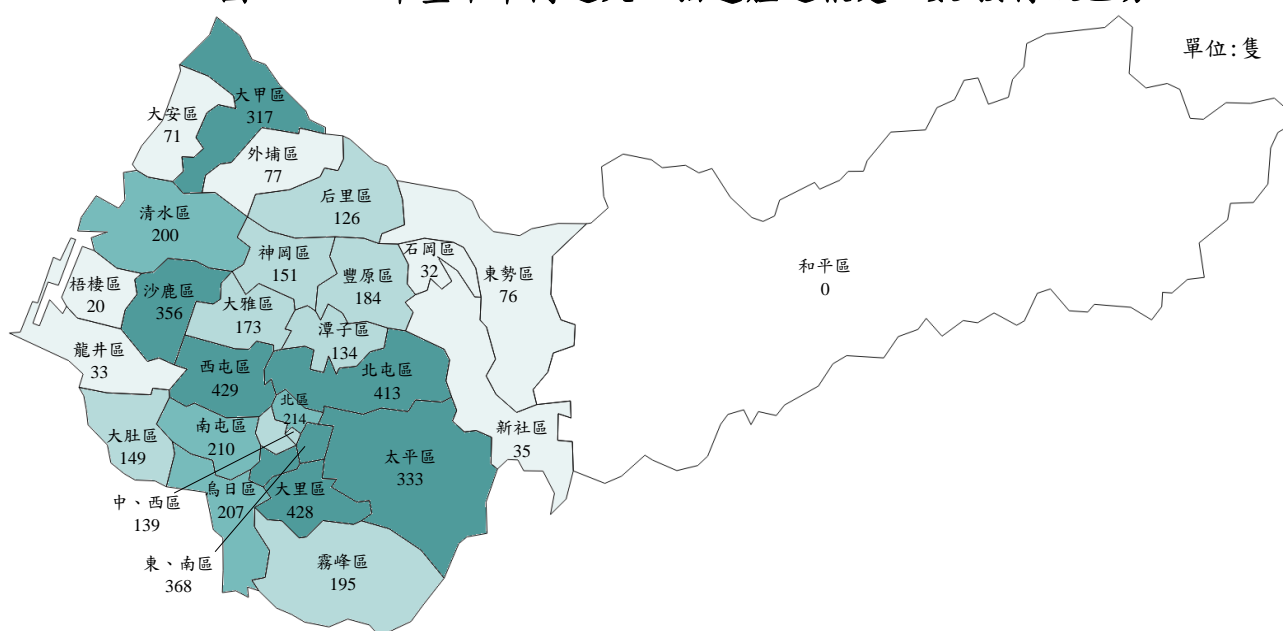 單位:隻
大甲區
317
大安區
71
外埔區
77
后里區
126
清水區
200
神岡區
151
豐原區
184
石岡區
32
東勢區
76
和平區
0
梧棲區
20
沙鹿區
356
大雅區
173
潭子區
134
龍井區
33
西屯區
429
北屯區
413
北區
214
大肚區
149
南屯區
210
太平區
333
新社區
35
中、西區
139
烏日區
207
大里區
428
東、南區
368
霧峰區
195